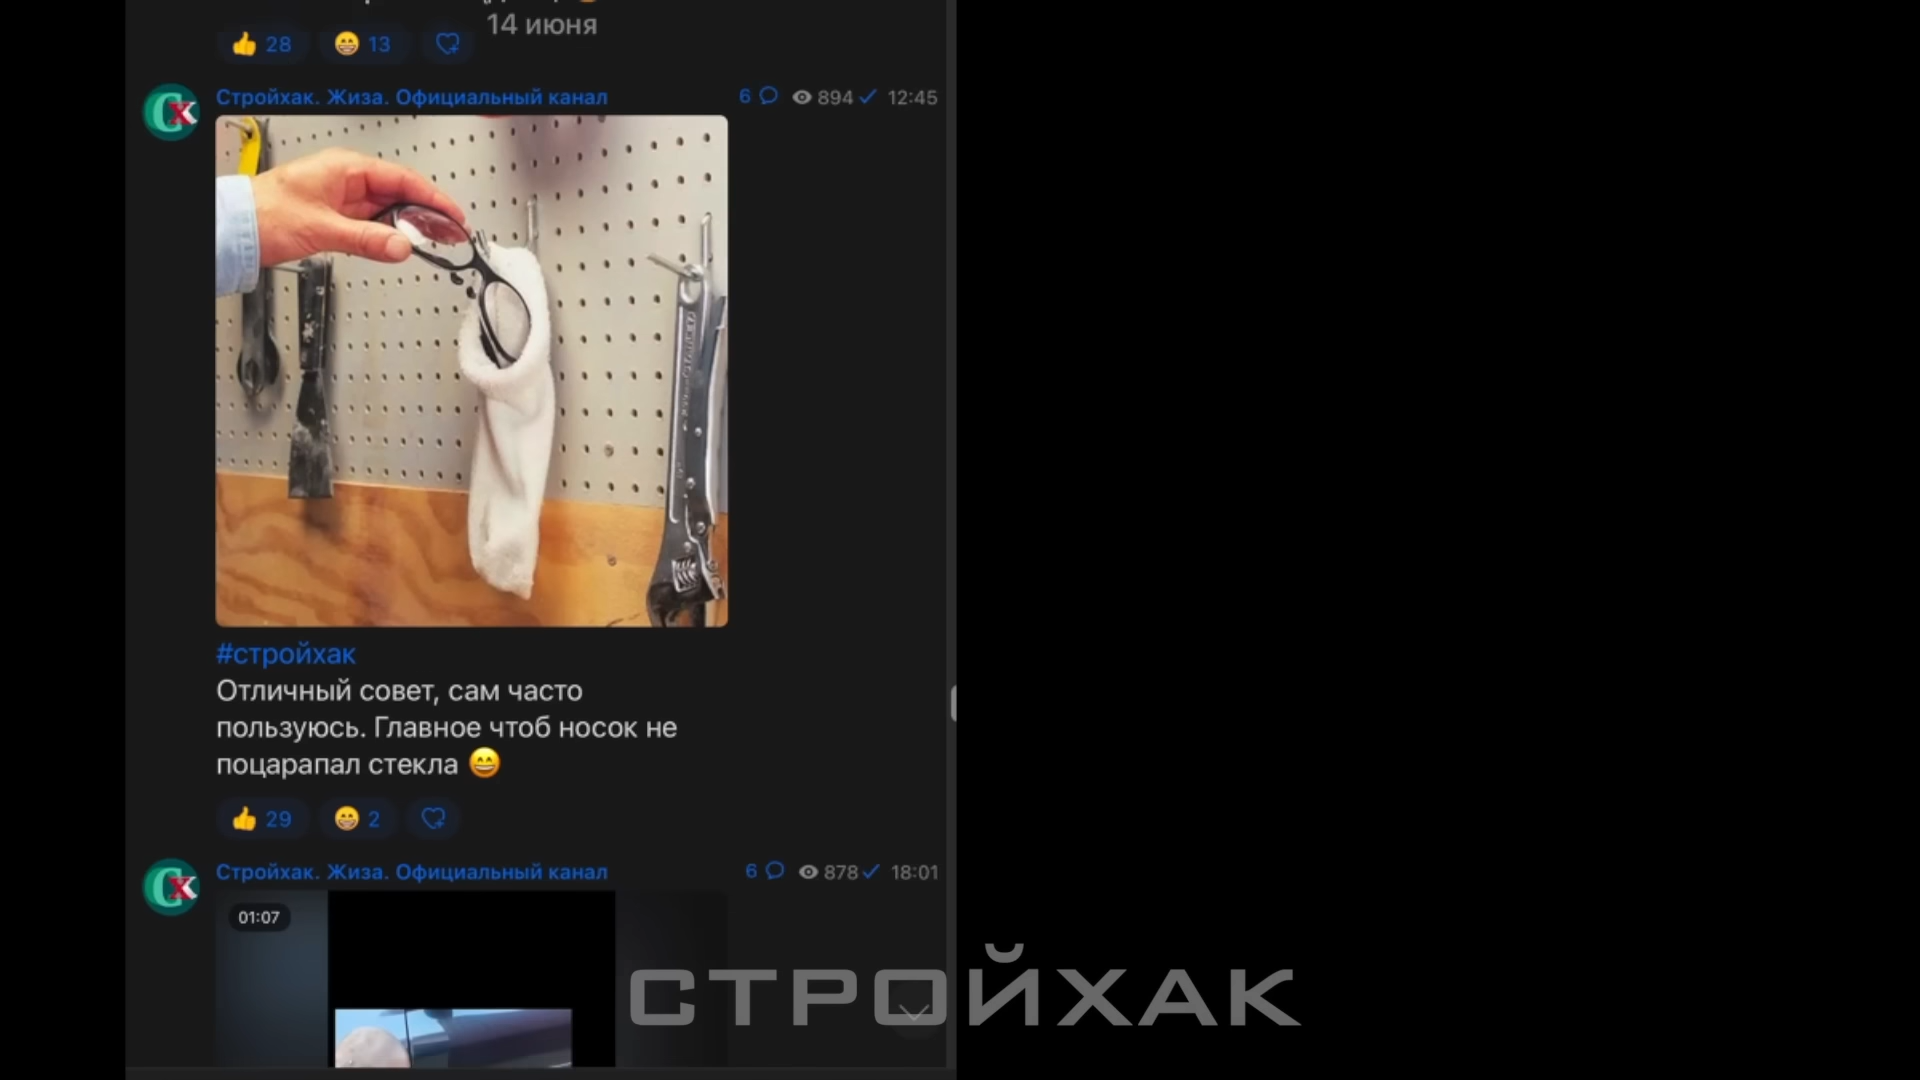 14 июня
28 13
Стройхак. Жиза. Официальный канал 6 894 12:45
#стройхак
Отличный совет, сам часто
пользуюсь. Главное чтоб носок не
поцарапал стекла
29 2
Стройхак. Жиза. Официальный канал 6 878 18:01
01:07
СТРОЙХАК